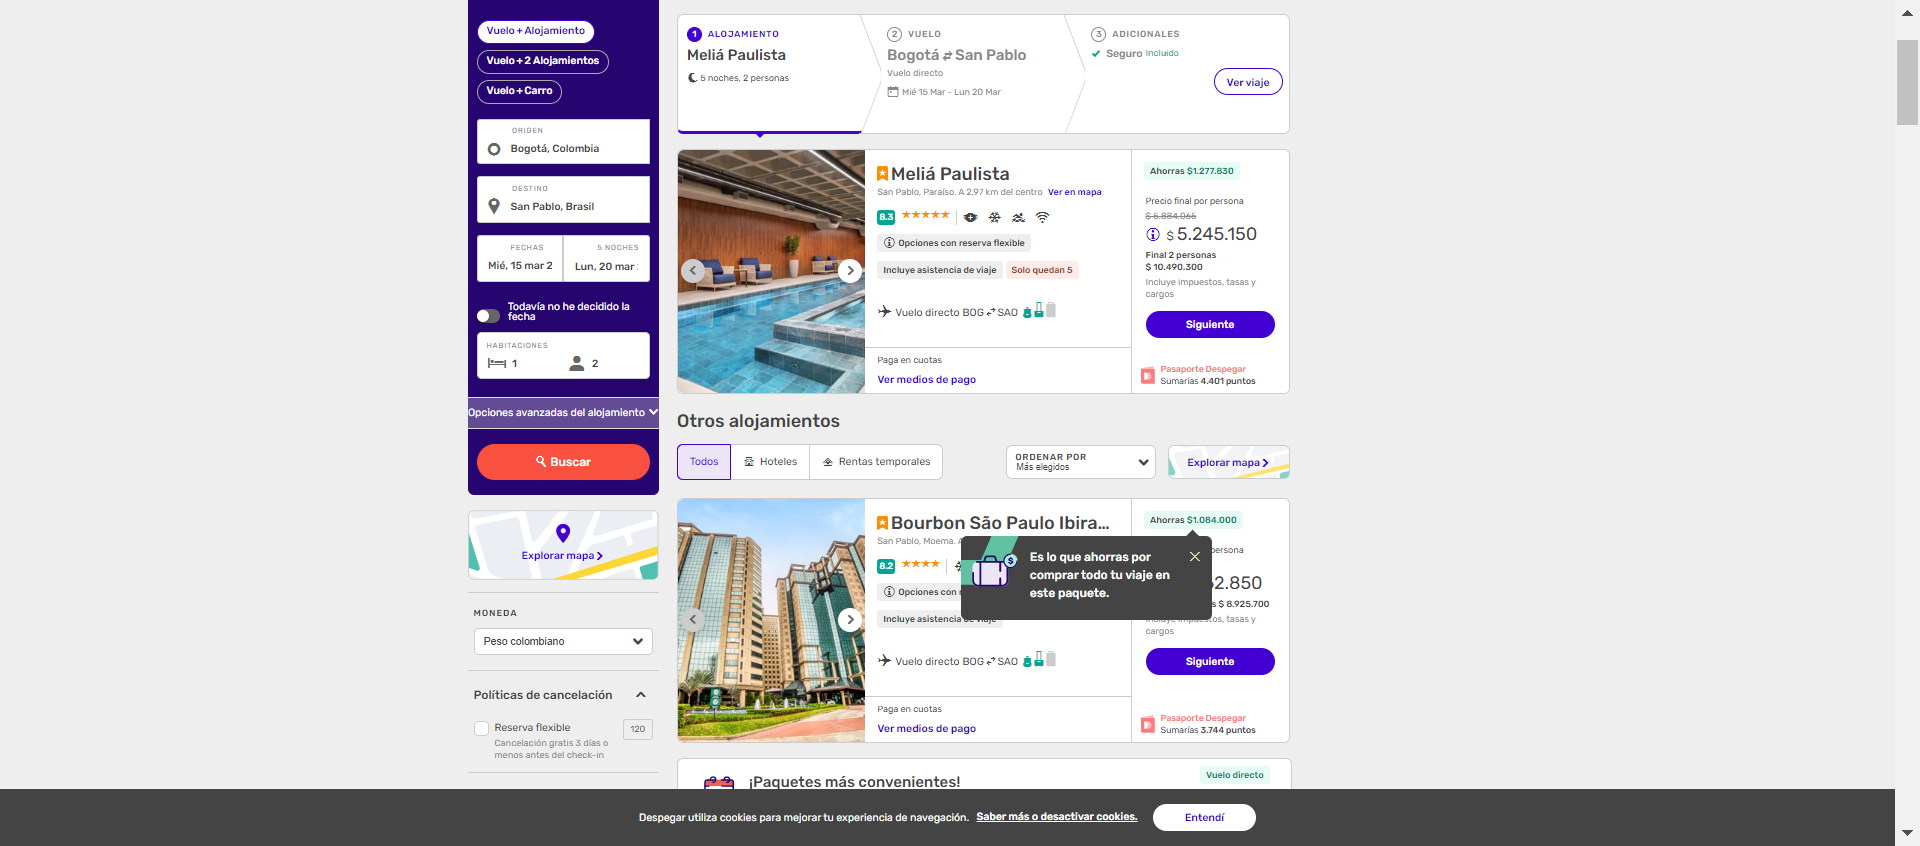 Vuelo + Alojamiento
Vuelo + 2 Alojamientos
Vuelo + Carro
ORIGEN
Bogotá, Colombia
DESTINO
San Pablo, Brasil
FECHAS
5 NOCHES
Mié, 15 mar 2
Lun, 20 mar
Todavía no he decidido la
fecha
HABITACIONES
1
2
Opciones avanzadas del alojamiento
Buscar
Explorar mapa
MONEDA
Peso colombiano
Políticas de cancelación
Reserva flexible
120
Cancelación gratis 3 días o
menos antes del check-in
1 ALOJAMIENTO
Meliá Paulista
5 noches, 2 personas
2 VUELO
Bogotá ⇄ San Pablo
Vuelo directo
Mié 15 Mar - Lun 20 Mar
3 ADICIONALES
Seguro Incluido
Ver viaje
Meliá Paulista
San Pablo, Paraíso. A 2,97 km del centro Ver en mapa
8.3
Opciones con reserva flexible
Incluye asistencia de viaje
Solo quedan 5
Vuelo directo BOG ⇄ SAO
Paga en cuotas
Ver medios de pago
Ahorras $1.277.830
Precio final por persona
$ 5.884.065
$ 5.245.150
Final 2 personas
$ 10.490.300
Incluye impuestos, tasas y
cargos
Siguiente
Pasaporte Despegar
Sumarías 4.401 puntos
Otros alojamientos
Todos
Hoteles
Rentas temporales
ORDENAR POR
Más elegidos
Explorar mapa
Bourbon São Paulo Ibira...
San Pablo, Moema. A
8.2
Opciones con
Incluye asistencia de viaje
Vuelo directo BOG ⇄ SAO
Paga en cuotas
Ver medios de pago
Ahorras $1.084.000
Es lo que ahorras por
comprar todo tu viaje en
este paquete.
persona
2.850
$ 8.925.700
Incluye impuestos, tasas y
cargos
Siguiente
Pasaporte Despegar
Sumarías 3.744 puntos
¡Paquetes más convenientes!
Vuelo directo
Despegar utiliza cookies para mejorar tu experiencia de navegación. Saber más o desactivar cookies.
Entendí